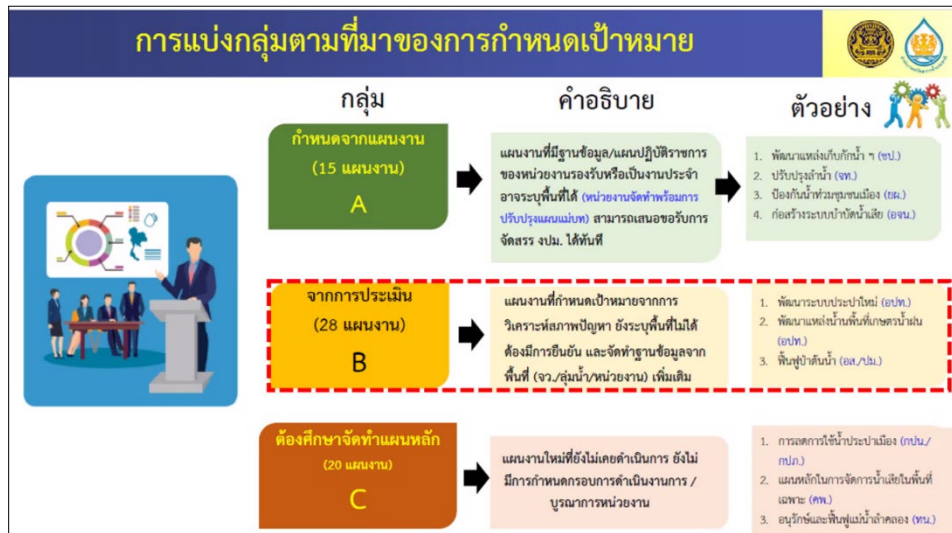 การแบ่งกลุ่มตามที่มาของการกำหนดเป้าหมาย
กลุ่ม
คำอธิบาย
ตัวอย่าง
กำหนดจากแผนงาน
(15 แผนงาน)
A
แผนงานที่มีฐานข้อมูล/แผนปฏิบัติราชการ
ของหน่วยงานรองรับหรือเป็นงานประจำ
อาจระบุพื้นที่ได้ (หน่วยงานจัดทำพร้อมการ
ปรับปรุงแผนแม่บท) สามารถเสนอขอรับการ
จัดสรร งปม. ได้ทันที
1. พัฒนาแหล่งเก็บกักน้ำ ฯ (ชป.)
2. ปรับปรุงลำน้ำ (จท.)
3. ป้องกันน้ำท่วมชุมชนเมือง (ยผ.)
4. ก่อสร้างระบบบำบัดน้ำเสีย (อจน.)
จากการประเมิน
(28 แผนงาน)
B
แผนงานที่กำหนดเป้าหมายจากการ
วิเคราะห์สภาพปัญหา ยังระบุพื้นที่ไม่ได้
ต้องมีการยืนยัน และจัดทำฐานข้อมูลจาก
พื้นที่ (จว./ลุ่มน้ำ/หน่วยงาน) เพิ่มเติม
1. พัฒนาระบบประปาใหม่ (อปท.)
2. พัฒนาแหล่งน้ำนพื้นที่เกษตรน้ำฝน
(อปท.)
3. ฟื้นฟูป่าต้นน้ำ (อส./ปม.)
ต้องศึกษาจัดทำแผนหลัก
(20 แผนงาน)
C
แผนงานใหม่ที่ยังไม่เคยดำเนินการ ยังไม่
มีการกำหนดกรอบการดำเนินงานการ /
บูรณาการหน่วยงาน
1. การลดการใช้น้ำประปาเมือง (กปน./
กปภ.)
2. แผนหลักในการจัดการน้ำเสียในพื้นที่
เฉพาะ (คพ.)
3. อนุรักษ์และฟื้นฟูแม่น้ำลำคลอง (ทน.)